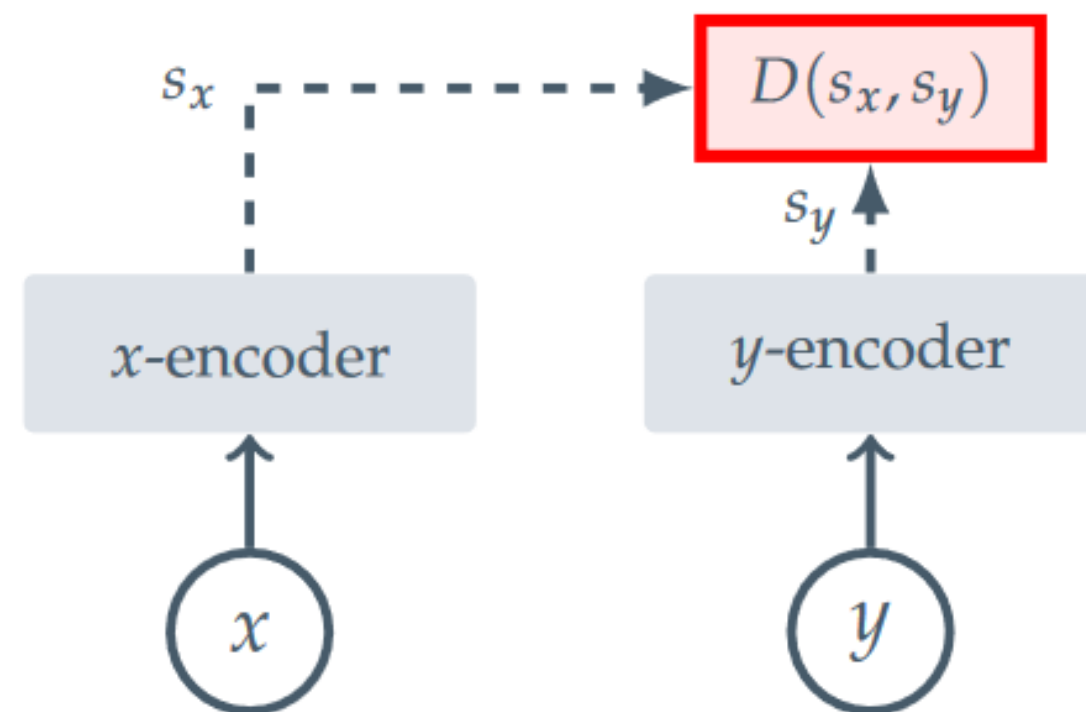 s_x
D(s_x, s_y)
s_y
x-encoder
y-encoder
x
y